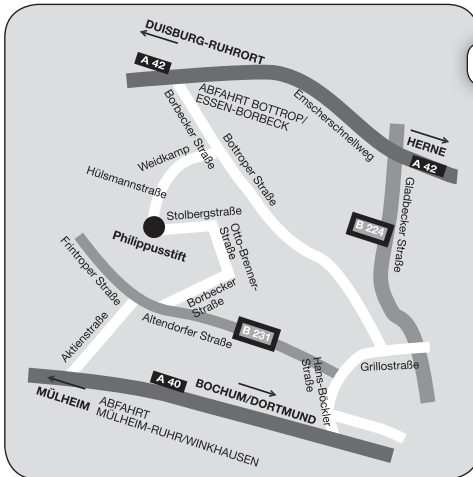 DUISBURG-RUHRORT
A 42
ABFAHRT BOTTROP/
ESSEN-BORBECK
Emscherschnellweg
HERNE
A 42
Borbecker
Straße
Bottroper Straße
Weidkamp
Hülsmannstraße
Gladbecker Straße
B 224
Stolbergstraße
Philippusstift
Otto-Brenner-
Straße
Frintroper Straße
Borbecker
Straße
Aktienstraße
Altendorfer Straße
B 231
Hans-Böckler
Straße
Grillostraße
A 40
BOCHUM/DORTMUND
MÜLHEIM
ABFAHRT
MÜLHEIM-RUHR/WINKHAUSEN